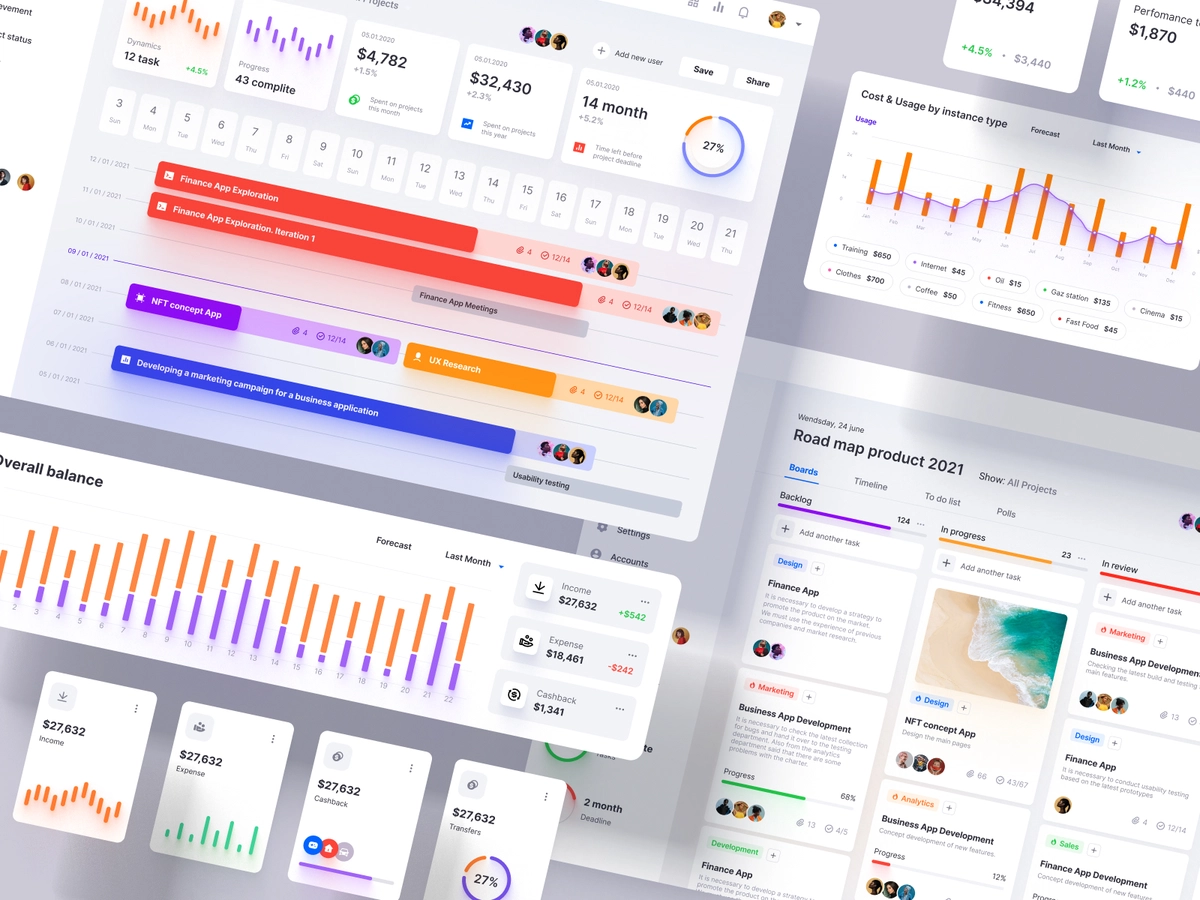 evement
ct status
Projects
Dynamics
12 task
+4.5%
Progress
43 complite
05.01.2020
$4,782
+1.5%
Spent on projects
this month
05.01.2020
$32,430
+2.3%
Spent on projects
this year
Add new user
Save
Share
05.01.2020
14 month
+5.2%
Time left before
project deadline
27%
3 Sun
4 Mon
5 Tue
6 Wed
7 Thu
8 Fri
9 Sun
10 Sat
11 Mon
12 Tue
13 Wed
14 Thu
15 Fri
16 Sat
17 Sun
18 Mon
19 Tue
20 Wed
21 Thu
12 / 01 / 2021
11 / 01 / 2021
10 / 01 / 2021
09 / 01 / 2021
08 / 01 / 2021
07 / 01 / 2021
06 / 01 / 2021
05 / 01 / 2021
Finance App Exploration
4 12/14
Finance App Exploration. Iteration 1
4 12/14
Finance App Meetings
NFT concept App
4 12/14
UX Research
4 12/14
Developing a marketing campaign for a business application
Usability testing
$4,394
+4.5% • $3,440
Perfomance to
$1,870
+1.2% • $440
Cost & Usage by instance type
Forecast
Last Month
Usage
Jan
Feb
Mar
Apr
May
Jun
Jul
Aug
Sep
Oct
Nov
Dec
Training $650
Internet $45
Oil $15
Gaz station $135
Cinema $15
Clothes $700
Coffee $50
Fitness $650
Fast Food $45
Overall balance
Forecast
Last Month
2 3 4 5 6 7 8 9 10 11 12 13 14 15 16 17 18 19 20 21 22
Income
$27,632
+$542
Expense
$18,461
-$242
Cashback
$1,341
Settings
Accounts
Tasks
2 month
Deadline
$27,632
Income
$27,632
Expense
$27,632
Cashback
$27,632
Transfers
27%
Wendsday, 24 june
Road map product 2021
Show: All Projects
Boards
Timeline
To do list
Polls
Backlog
124
Add another task
Design
Finance App
It is necessary to develop a strategy to
promote the product on the market.
We must use the experience of previous
companies and market research.
Marketing
Business App Development
It is necessary to check the latest collection
for bugs and hand it over to the testing
department. Also from the analytics
department said that there are some
problems with the charter.
Progress
68%
13 4/5
Development
Finance App
It is necessary to develop a strategy to
promote the product on the market.
In progress
23
Add another task
Design
NFT concept App
Design the main pages
66 43/67
Analytics
Business App Development
Concept development of new features.
Progress
12%
In review
Add another task
Marketing
Business App Development
Checking the latest build and testing
main features.
13
Design
Finance App
It is necessary to conduct usability testing
based on the latest prototypes
4 12/14
Sales
Finance App Development
Concept development of new features
Progress